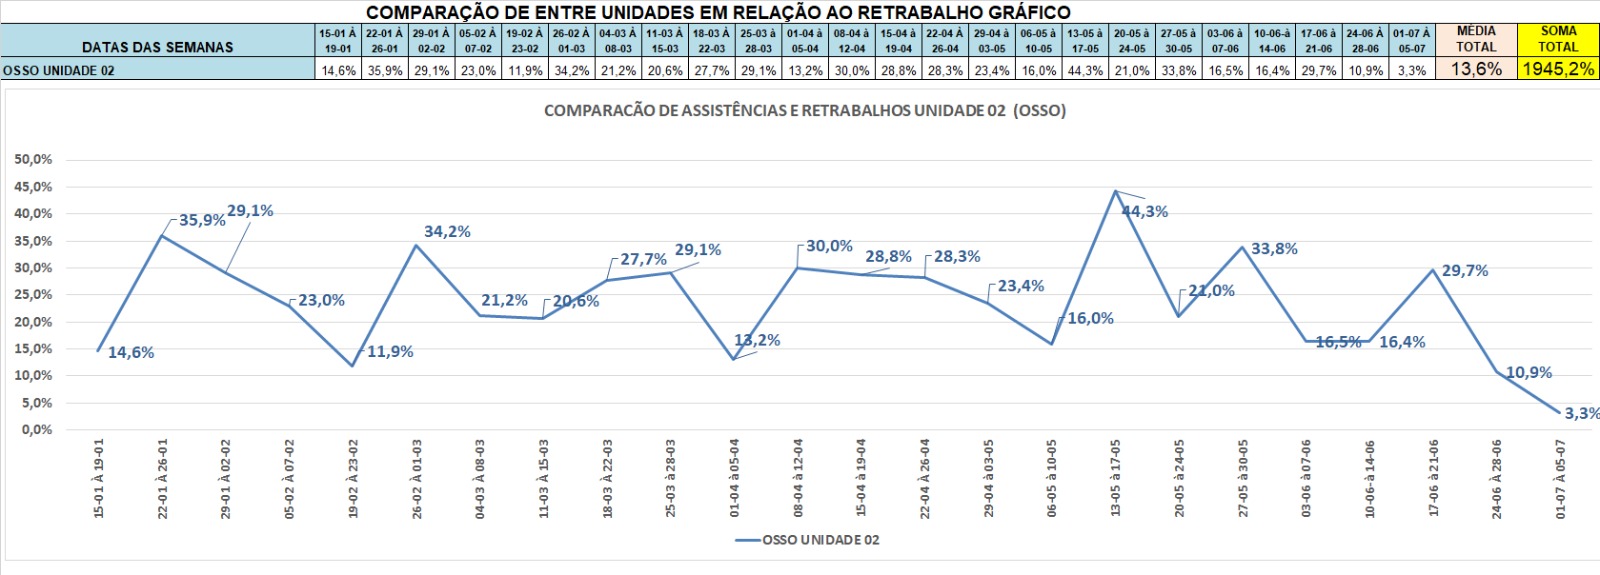 COMPARAÇÃO DE ENTRE UNIDADES EM RELAÇÃO AO RETRABALHO GRÁFICO
DATAS DAS SEMANAS 15-01 À 19-01 22-01 À 26-01 29-01 À 02-02 05-02 À 07-02 19-02 À 23-02 26-02 À 01-03 04-03 À 08-03 11-03 À 15-03 18-03 À 22-03 25-03 à 28-03 01-04 à 05-04 08-04 à 12-04 15-04 à 19-04 22-04 À 26-04 29-04 à 03-05 06-05 À 10-05 13-05 à 17-05 20-05 à 24-05 27-05 à 30-05 03-06 à 07-06 10-06-à 14-06 17-06 à 21-06 24-06 À 28-06 01-07 À 05-07 MÉDIA TOTAL SOMA TOTAL
OSSO UNIDADE 02 14,6% 35,9% 29,1% 23,0% 11,9% 34,2% 21,2% 20,6% 27,7% 29,1% 13,2% 30,0% 28,8% 28,3% 23,4% 16,0% 44,3% 21,0% 33,8% 16,5% 16,4% 29,7% 10,9% 3,3% 13,6% 1945,2%
COMPARAÇÃO DE ASSISTÊNCIAS E RETRABALHOS UNIDADE 02 (OSSO)
50,0%
45,0%
40,0%
35,0%
30,0%
25,0%
20,0%
15,0%
10,0%
5,0%
0,0%
14,6%
35,9%
29,1%
23,0%
11,9%
34,2%
21,2%
20,6%
27,7%
29,1%
13,2%
30,0%
28,8%
28,3%
23,4%
16,0%
44,3%
21,0%
33,8%
16,5%
16,4%
29,7%
10,9%
3,3%
15-01 À 19-01
22-01 À 26-01
29-01 À 02-02
05-02 À 07-02
19-02 À 23-02
26-02 À 01-03
04-03 À 08-03
11-03 À 15-03
18-03 À 22-03
25-03 à 28-03
01-04 à 05-04
08-04 à 12-04
15-04 à 19-04
22-04 À 26-04
29-04 à 03-05
06-05 À 10-05
13-05 à 17-05
20-05 à 24-05
27-05 à 30-05
03-06 à 07-06
10-06-à 14-06
17-06 à 21-06
24-06 À 28-06
01-07 À 05-07
OSSO UNIDADE 02